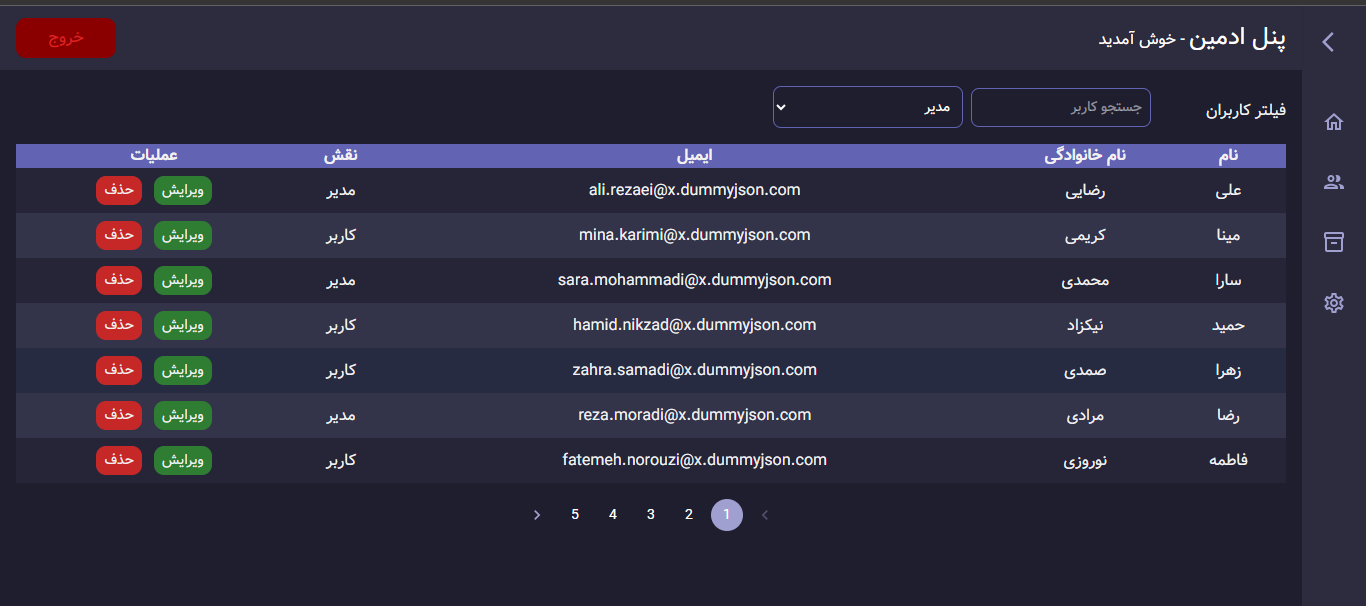 پنل ادمین - خوش آمدید
خروج
فیلتر کاربران جستجو کاربر مدیر
نام نام خانوادگی ایمیل نقش عملیات
علی رضایی ali.rezaei@x.dummyjson.com مدیر ویرایش حذف
مینا کریمی mina.karimi@x.dummyjson.com کاربر ویرایش حذف
سارا محمدی sara.mohammadi@x.dummyjson.com مدیر ویرایش حذف
حمید نیکزاد hamid.nikzad@x.dummyjson.com کاربر ویرایش حذف
زهرا صمدی zahra.samadi@x.dummyjson.com کاربر ویرایش حذف
رضا مرادی reza.moradi@x.dummyjson.com مدیر ویرایش حذف
فاطمه نوروزی fatemeh.norouzi@x.dummyjson.com کاربر ویرایش حذف
1 2 3 4 5